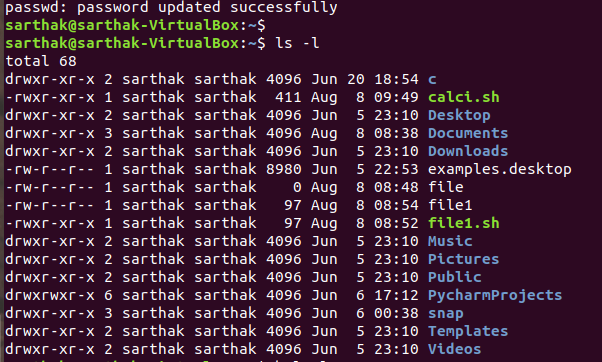 passwd: password updated successfully
sarthak@sarthak-VirtualBox:~$
sarthak@sarthak-VirtualBox:~$ ls -l
total 68
drwxr-xr-x 2 sarthak sarthak 4096 Jun 20 18:54 c
-rwxr-xr-x 1 sarthak sarthak  411 Aug  8 09:49 calci.sh
drwxr-xr-x 2 sarthak sarthak 4096 Jun  5 23:10 Desktop
drwxr-xr-x 3 sarthak sarthak 4096 Aug  8 08:38 Documents
drwxr-xr-x 2 sarthak sarthak 4096 Jun  5 23:10 Downloads
-rw-r--r-- 1 sarthak sarthak 8980 Jun  5 22:53 examples.desktop
-rw-r--r-- 1 sarthak sarthak    0 Aug  8 08:48 file
-rw-r--r-- 1 sarthak sarthak   97 Aug  8 08:54 file1
-rwxr-xr-x 1 sarthak sarthak   97 Aug  8 08:52 file1.sh
drwxr-xr-x 2 sarthak sarthak 4096 Jun  5 23:10 Music
drwxr-xr-x 2 sarthak sarthak 4096 Jun  5 23:10 Pictures
drwxr-xr-x 2 sarthak sarthak 4096 Jun  5 23:10 Public
drwxrwxr-x 6 sarthak sarthak 4096 Jun  6 17:12 PycharmProjects
drwxr-xr-x 3 sarthak sarthak 4096 Jun  6 00:38 snap
drwxr-xr-x 2 sarthak sarthak 4096 Jun  5 23:10 Templates
drwxr-xr-x 2 sarthak sarthak 4096 Jun  5 23:10 Videos